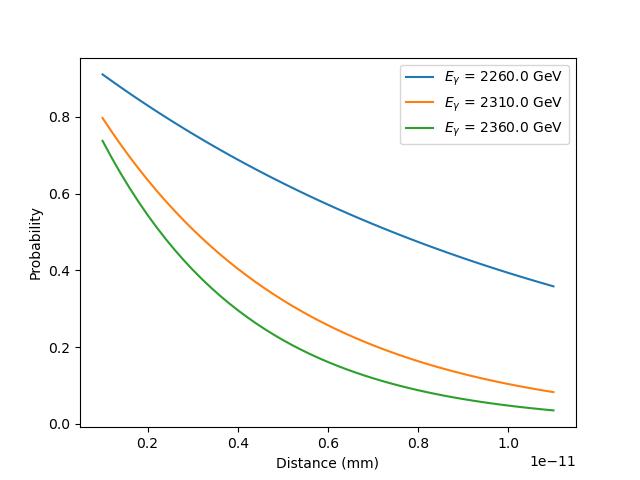 E_γ = 2260.0 GeV
E_γ = 2310.0 GeV
E_γ = 2360.0 GeV
0.8
0.6
0.4
0.2
0.0
Probability
0.2 0.4 0.6 0.8 1.0
1e−11
Distance (mm)